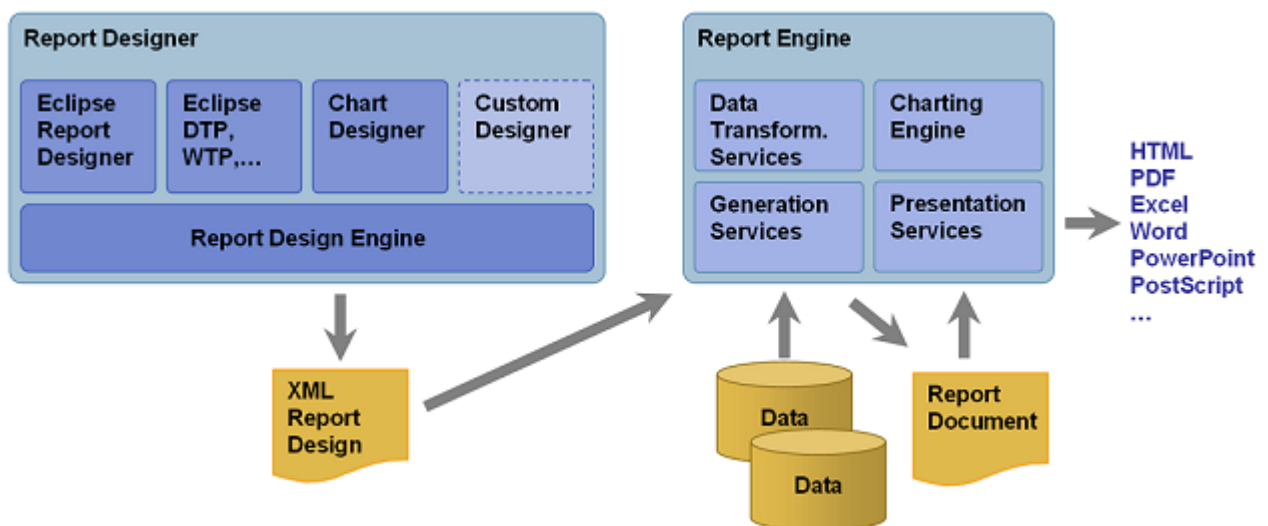 Report Designer
Eclipse
Report
Designer
Eclipse
DTP,
WTP,...
Chart
Designer
Custom
Designer
Report Design Engine
XML
Report
Design
Report Engine
Data
Transform.
Services
Charting
Engine
Generation
Services
Presentation
Services
Data
Data
Report
Document
HTML
PDF
Excel
Word
PowerPoint
PostScript
...